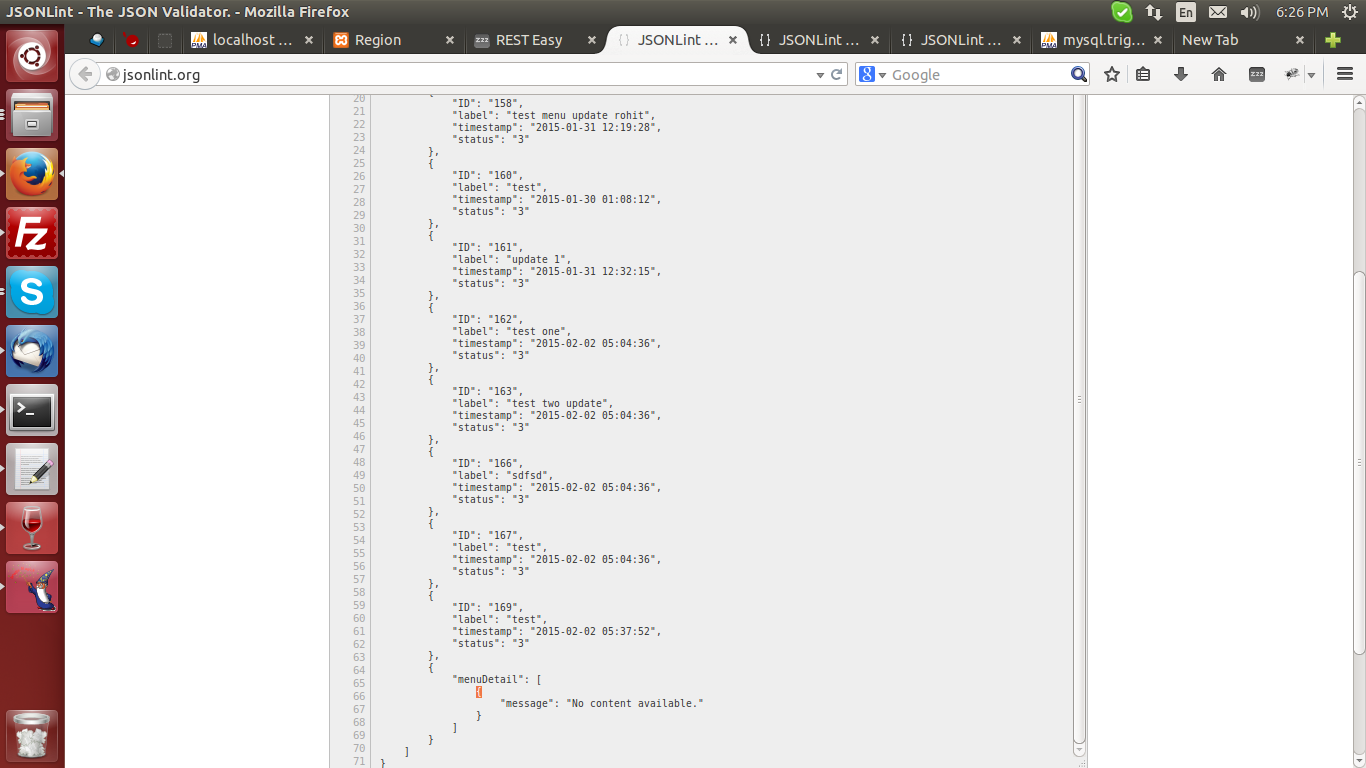 JSONLint - The JSON Validator. - Mozilla Firefox
En
6:26 PM
localhost ...
Region
REST Easy
JSONLint ...
JSONLint ...
JSONLint ...
mysql.trig...
New Tab
jsonlint.org
Google
20
21 "ID": "158",
22 "label": "test menu update rohit",
23 "timestamp": "2015-01-31 12:19:28",
24 "status": "3"
25 },
26 {
27 "ID": "160",
28 "label": "test",
29 "timestamp": "2015-01-30 01:08:12",
30 "status": "3"
31 },
32 {
33 "ID": "161",
34 "label": "update 1",
35 "timestamp": "2015-01-31 12:32:15",
36 "status": "3"
37 },
38 {
39 "ID": "162",
40 "label": "test one",
41 "timestamp": "2015-02-02 05:04:36",
42 "status": "3"
43 },
44 {
45 "ID": "163",
46 "label": "test two update",
47 "timestamp": "2015-02-02 05:04:36",
48 "status": "3"
49 },
50 {
51 "ID": "166",
52 "label": "sdfsd",
53 "timestamp": "2015-02-02 05:04:36",
54 "status": "3"
55 },
56 {
57 "ID": "167",
58 "label": "test",
59 "timestamp": "2015-02-02 05:04:36",
60 "status": "3"
61 },
62 {
63 "ID": "169",
64 "label": "test",
65 "timestamp": "2015-02-02 05:37:52",
66 "status": "3"
67 },
68 {
69 "menuDetail": [
70 {
71 "message": "No content available."
}
]
}
]
}